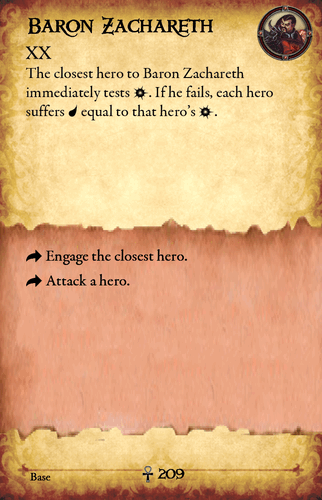 Baron Zachareth
XX
The closest hero to Baron Zachareth
immediately tests . If he fails, each hero
suffers equal to that hero's .
Engage the closest hero.
Attack a hero.
Base
209